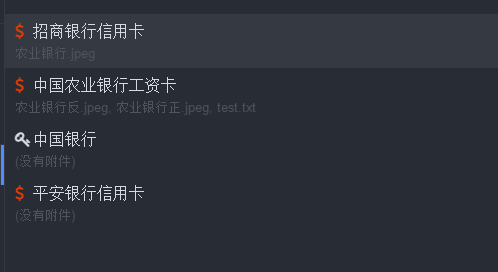 招商银行信用卡
农业银行.jpeg
中国农业银行工资卡
农业银行反.jpeg, 农业银行正.jpeg, test.txt
中国银行
(没有附件)
平安银行信用卡
(没有附件)